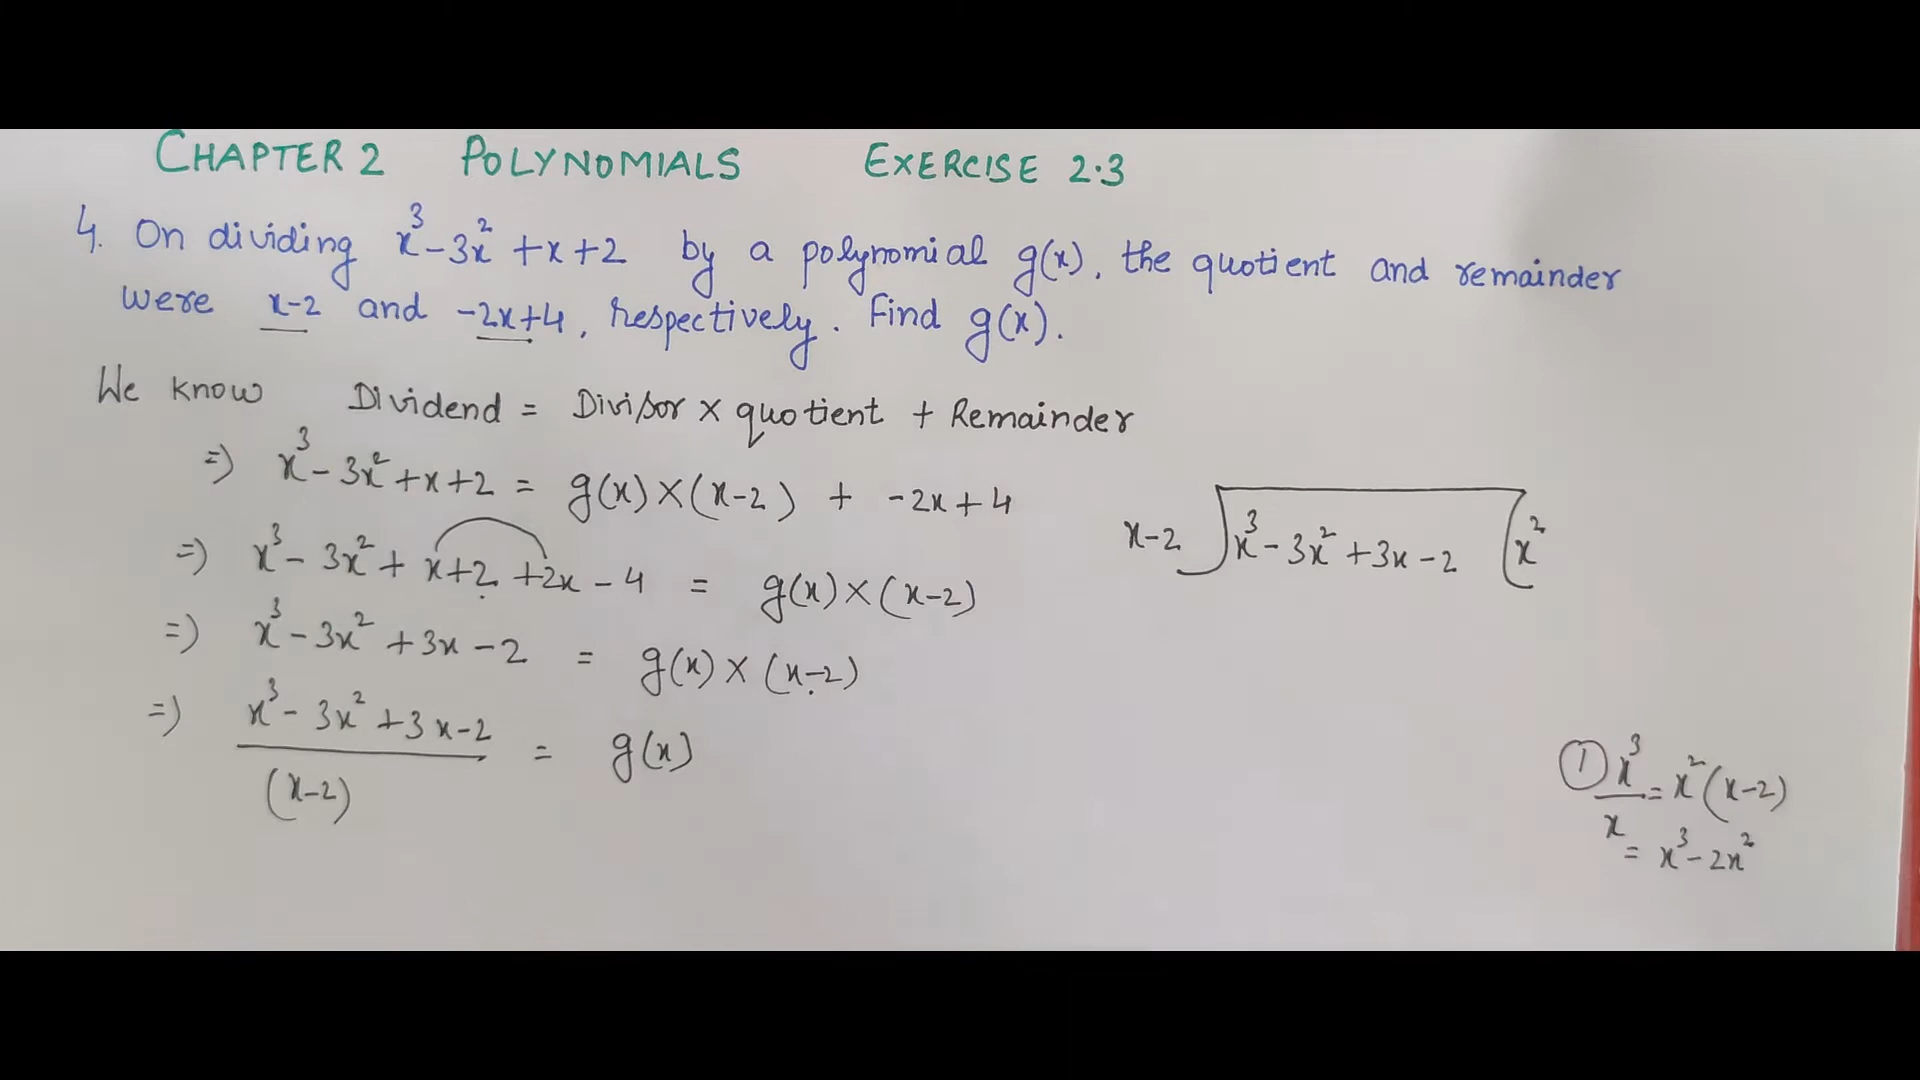 CHAPTER 2 POLYNOMIALS EXERCISE 2.3
4. On dividing x³-3x²+x+2 by a polynomial g(x), the quotient and remainder
were x-2 and -2x+4, respectively. Find g(x).
We know Dividend = Divisor × quotient + Remainder
=) x³-3x²+x+2 = g(x)×(x-2) + -2x+4
=) x³-3x²+x+2+2x-4 = g(x)×(x-2)
=) x³-3x²+3x-2 = g(x)×(x-2)
=) x³-3x²+3x-2 = g(x)
(x-2)
x-2 x³-3x²+3x-2 (x²
① x³ = x²(x-2)
x
= x³-2x²